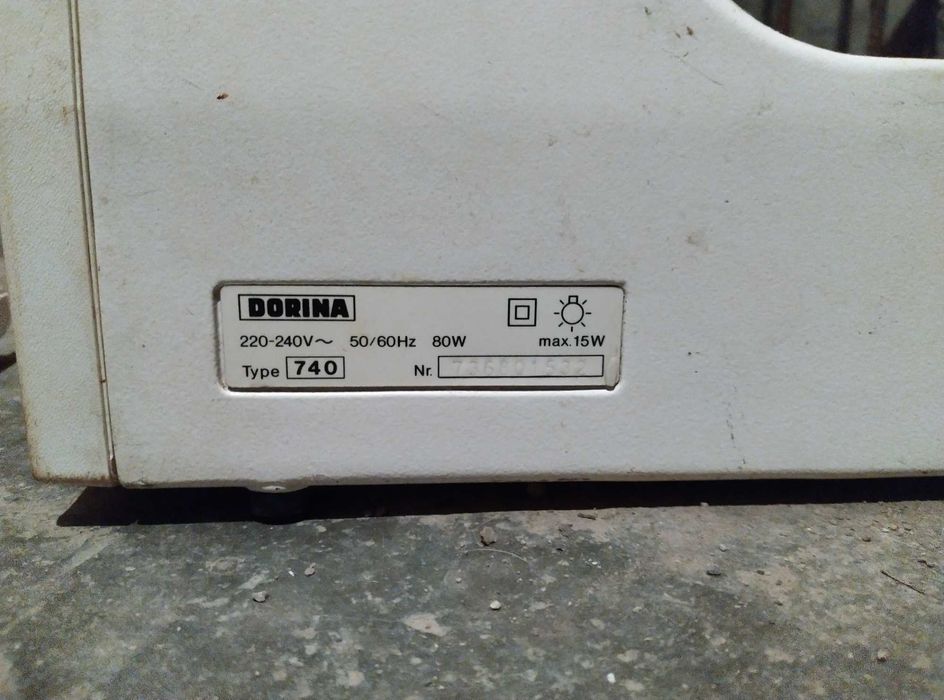 DORINA
220-240V~ 50/60Hz 80W max.15W
Type 740 Nr.